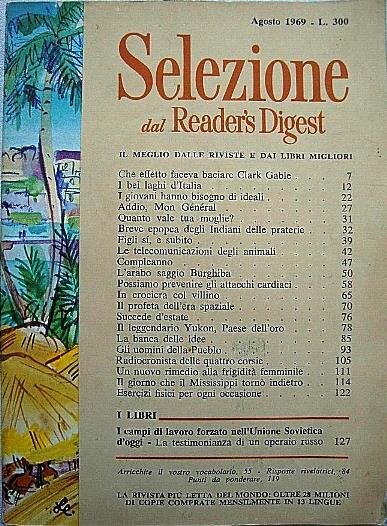 Agosto 1969 - L. 300
Selezione
dal Reader's Digest
IL MEGLIO DALLE RIVISTE E DAI LIBRI MIGLIORI
Che effetto faceva baciare Clark Gable . 7
I bei laghi d'Italia . . . . . . 12
I giovani hanno bisogno di ideali . . . 22
Addio, Mon Général . . . . . . 27
Quanto vale tua moglie? . . . . . 31
Breve epopea degli Indiani delle praterie . 32
Figli sì, e subito . . . . . . . 39
Le telecomunicazioni degli animali . . 42
Compleanno . . . . . . . . 47
L'arabo saggio Burghiba . . . . . 50
Possiamo prevenire gli attacchi cardiaci . 58
In crociera col villino . . . . . 65
Il profeta dell'era spaziale . . . . 70
Succede d'estate . . . . . . . 76
Il leggendario Yukon, Paese dell'oro . . 78
La banca delle idee . . . . . . 85
Gli uomini della Pueblo . . . . . 93
Radiocronista delle quattro corsie . . . 105
Un nuovo rimedio alla frigidità femminile . 111
Il giorno che il Mississippi tornò indietro . 114
Esercizi fisici per ogni occasione . . . 122
I LIBRI
I campi di lavoro forzato nell'Unione Sovietica
d'oggi - La testimonianza di un operaio russo 127
Arricchite il vostro vocabolario, 55 - Risposte rivelatrici, 84
Punti da ponderare, 119
LA RIVISTA PIÙ LETTA DEL MONDO: OLTRE 28 MILIONI
DI COPIE COMPRATE MENSILMENTE IN 13 LINGUE